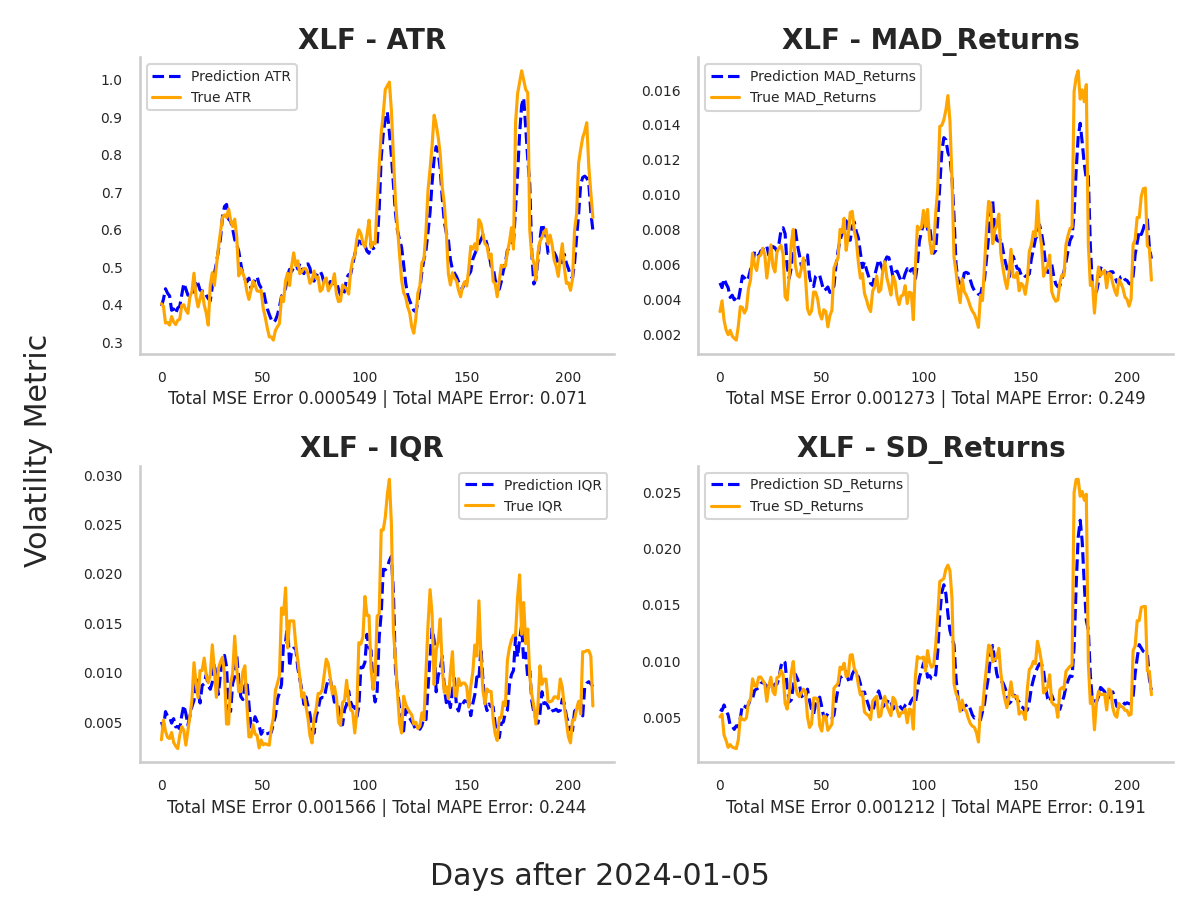 Volatility Metric
XLF - ATR
Prediction ATR
True ATR
1.0
0.9
0.8
0.7
0.6
0.5
0.4
0.3
0 50 100 150 200
Total MSE Error 0.000549 | Total MAPE Error: 0.071
XLF - MAD_Returns
Prediction MAD_Returns
True MAD_Returns
0.016
0.014
0.012
0.010
0.008
0.006
0.004
0.002
0 50 100 150 200
Total MSE Error 0.001273 | Total MAPE Error: 0.249
XLF - IQR
Prediction IQR
True IQR
0.030
0.025
0.020
0.015
0.010
0.005
0 50 100 150 200
Total MSE Error 0.001566 | Total MAPE Error: 0.244
XLF - SD_Returns
Prediction SD_Returns
True SD_Returns
0.025
0.020
0.015
0.010
0.005
0 50 100 150 200
Total MSE Error 0.001212 | Total MAPE Error: 0.191
Days after 2024-01-05